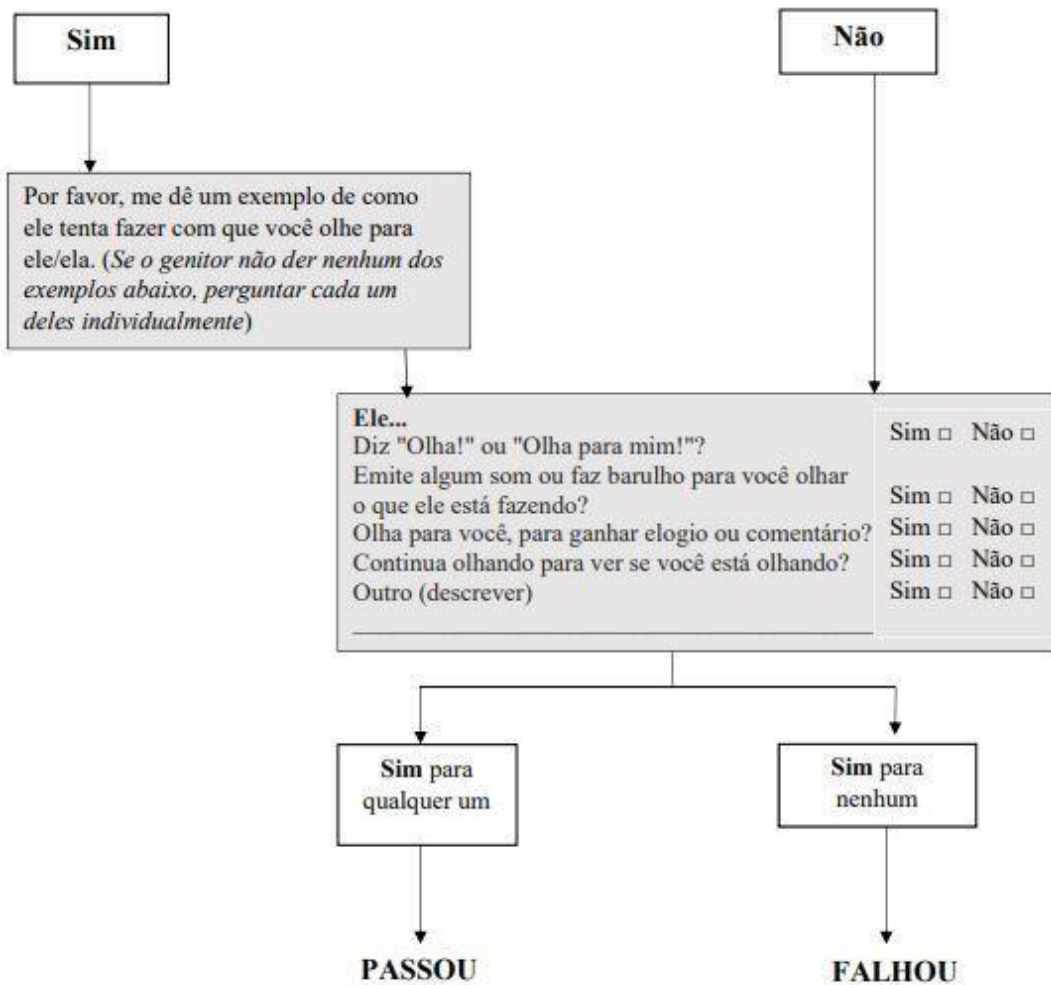 Sim
Não
Por favor, me dê um exemplo de como
ele tenta fazer com que você olhe para
ele/ela. (Se o genitor não der nenhum dos
exemplos abaixo, perguntar cada um
deles individualmente)
Ele...
Diz "Olha!" ou "Olha para mim!"? Sim □ Não □
Emite algum som ou faz barulho para você olhar
o que ele está fazendo? Sim □ Não □
Olha para você, para ganhar elogio ou comentário? Sim □ Não □
Continua olhando para ver se você está olhando? Sim □ Não □
Outro (descrever) Sim □ Não □
Sim para
qualquer um
Sim para
nenhum
PASSOU
FALHOU